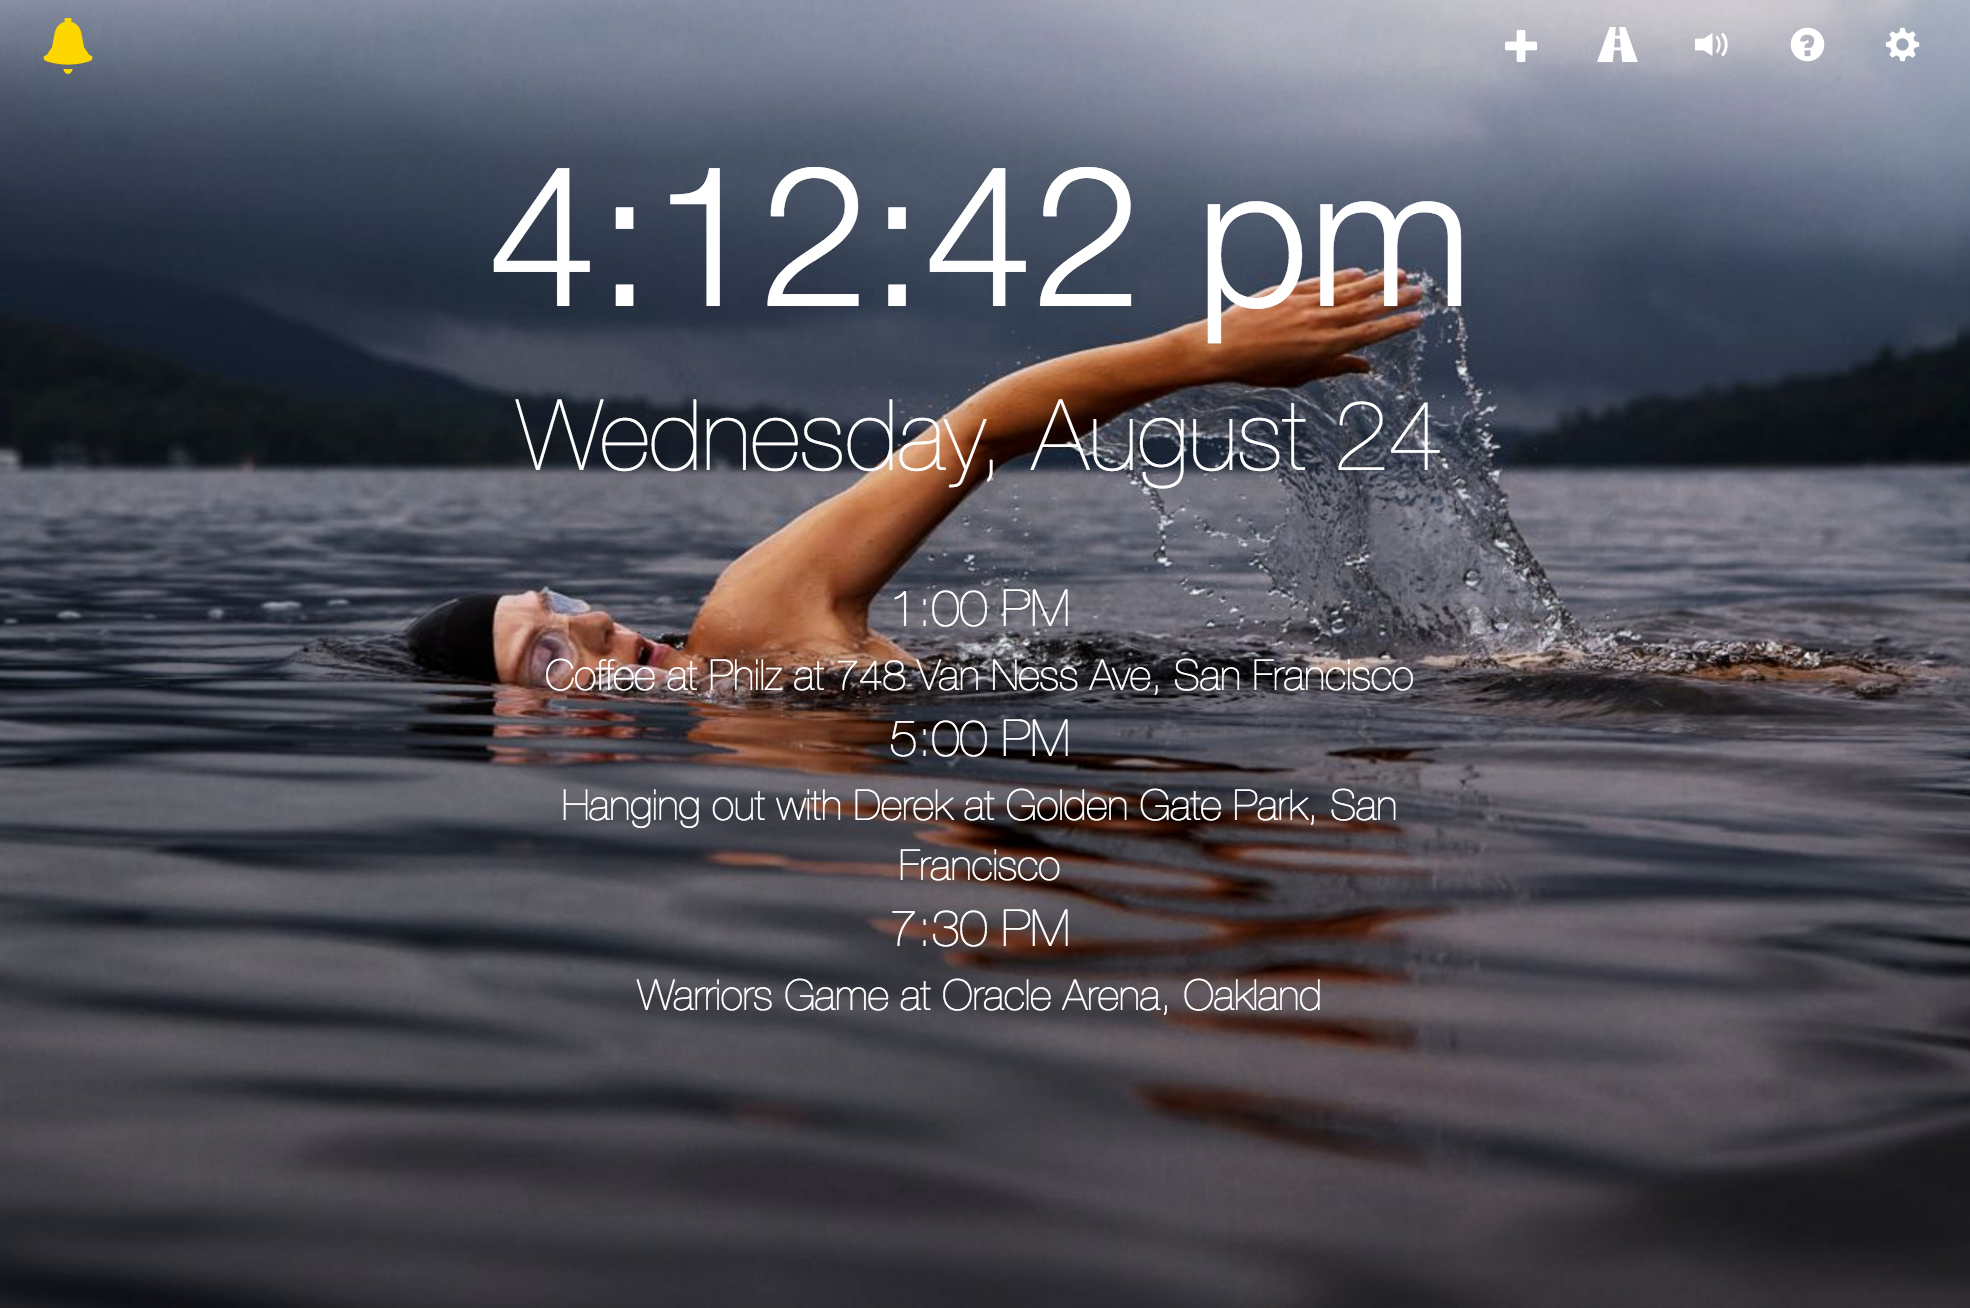 4:12:42 pm
Wednesday, August 24
1:00 PM
Coffee at Philz at 748 Van Ness Ave, San Francisco
5:00 PM
Hanging out with Derek at Golden Gate Park, San
Francisco
7:30 PM
Warriors Game at Oracle Arena, Oakland